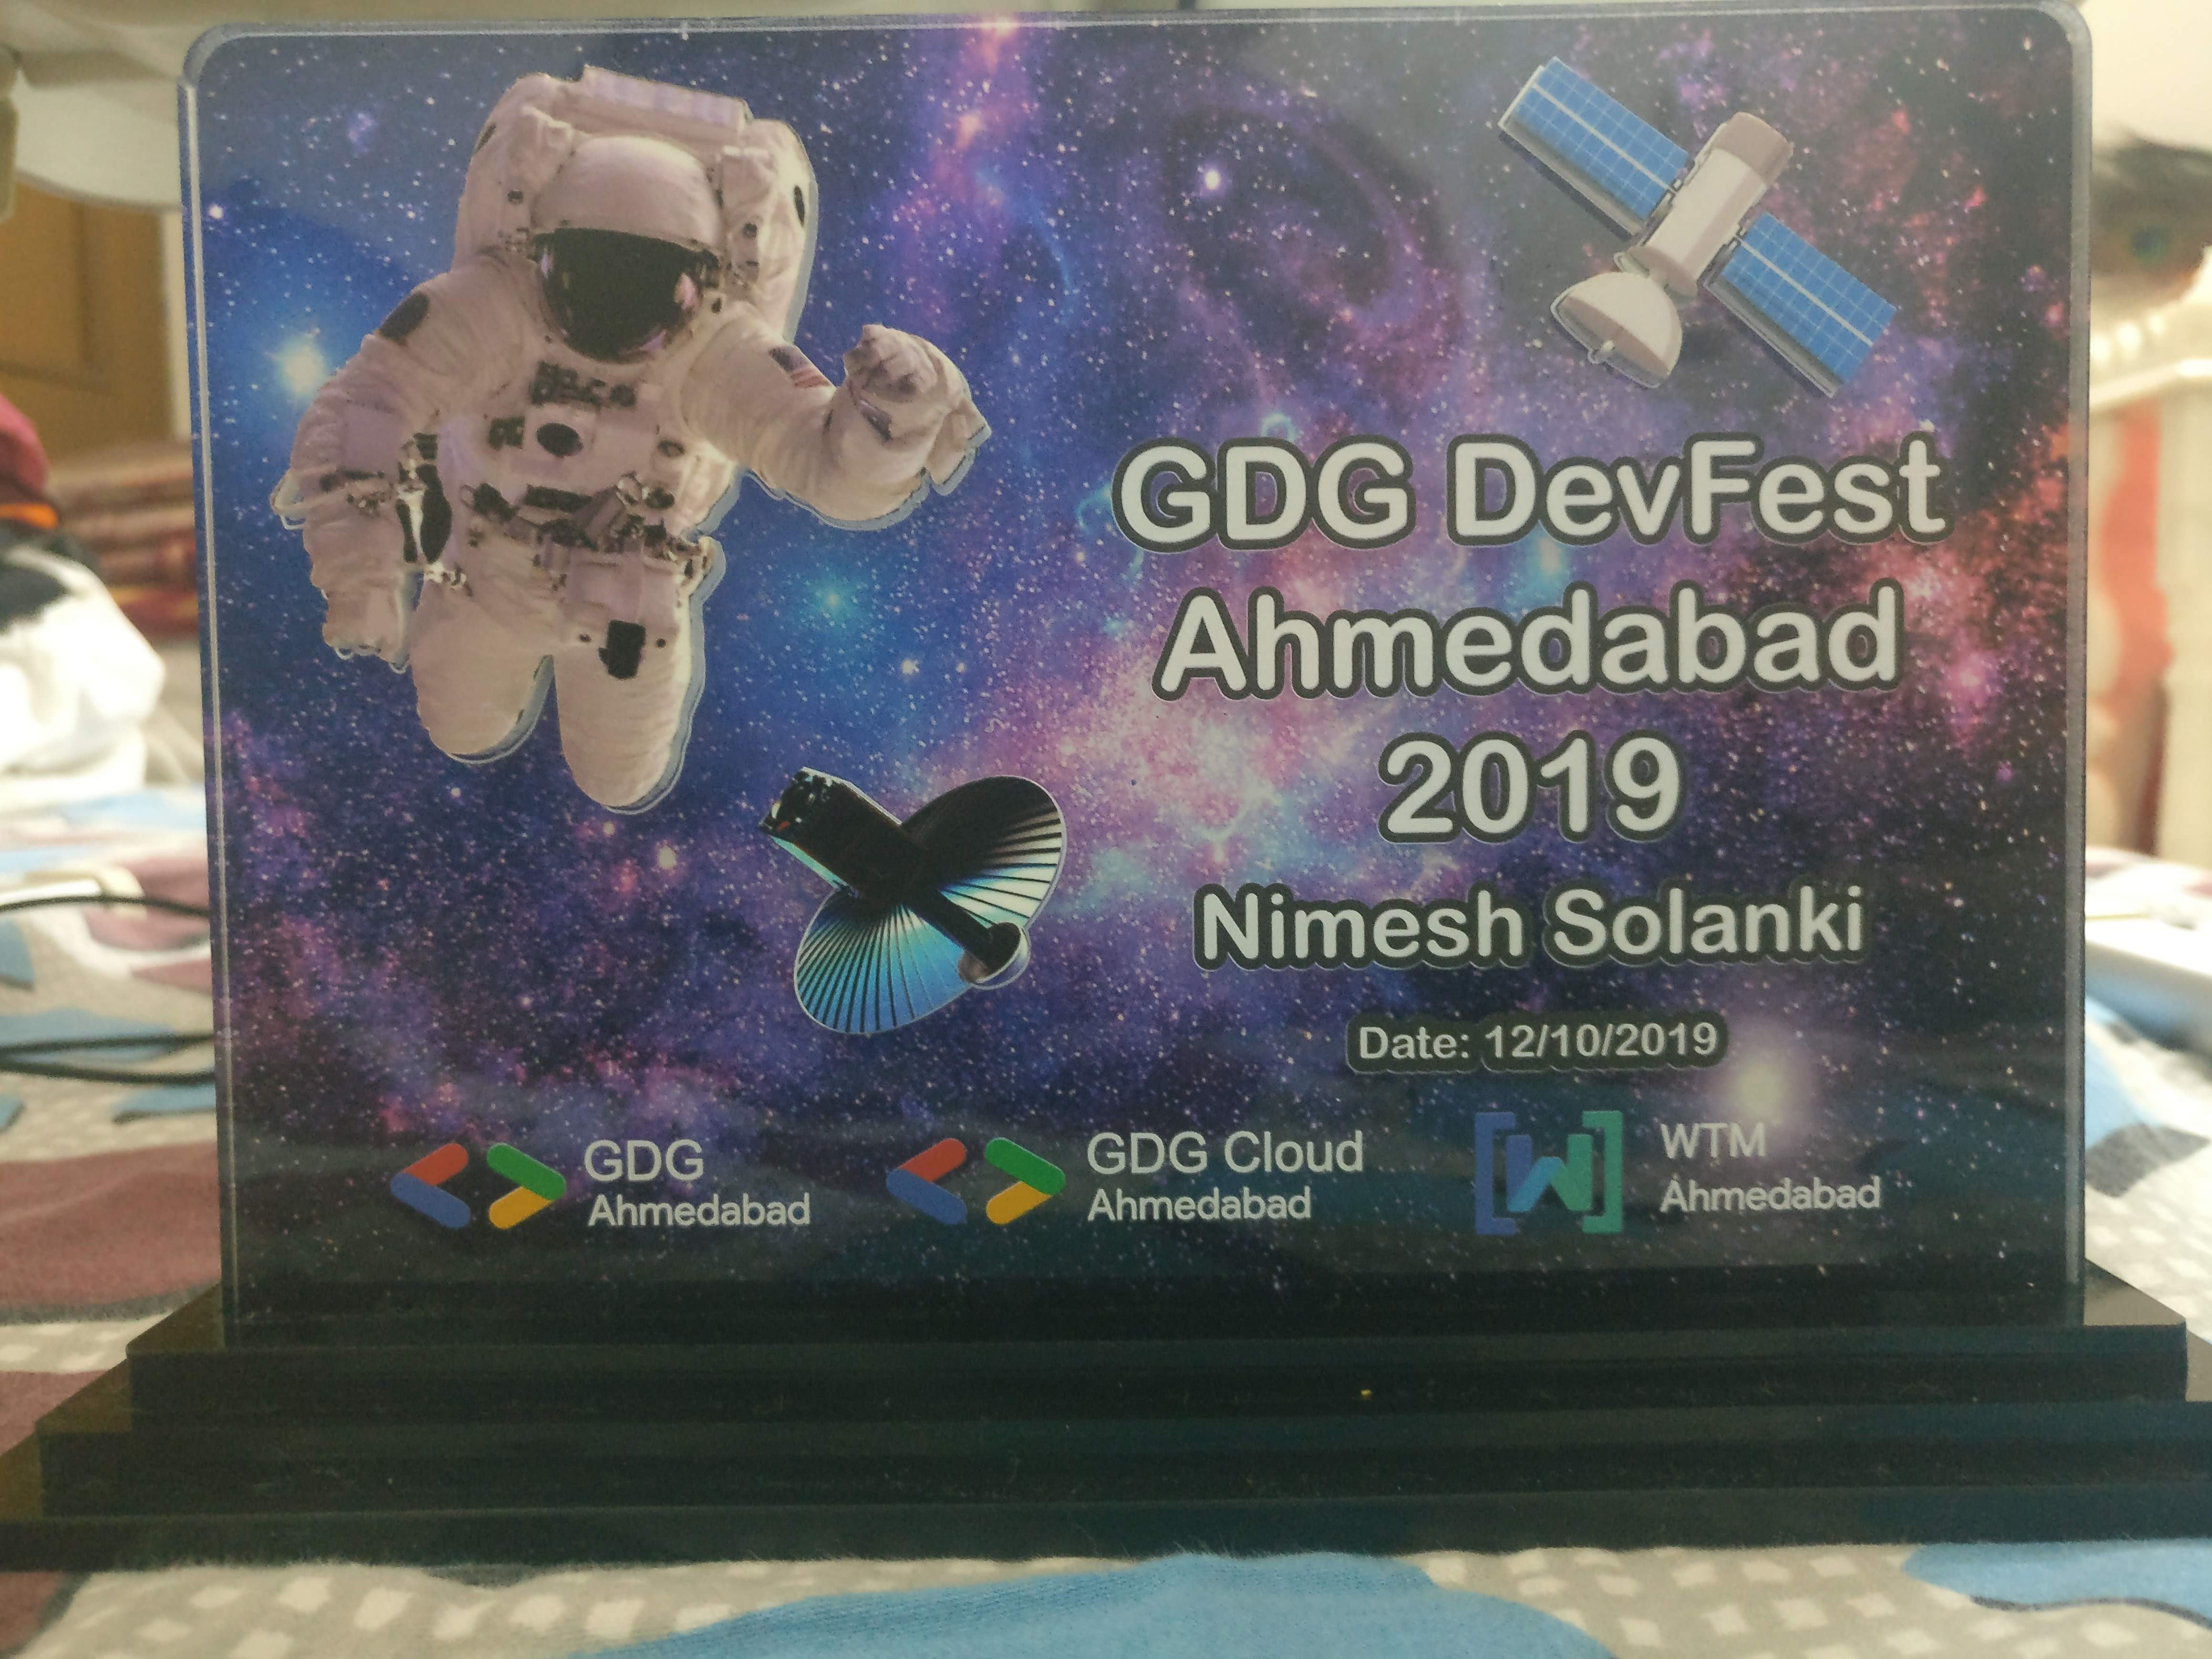 GDG DevFest
Ahmedabad
2019
Nimesh Solanki
Date: 12/10/2019
GDG
Ahmedabad
GDG Cloud
Ahmedabad
WTM
Ahmedabad